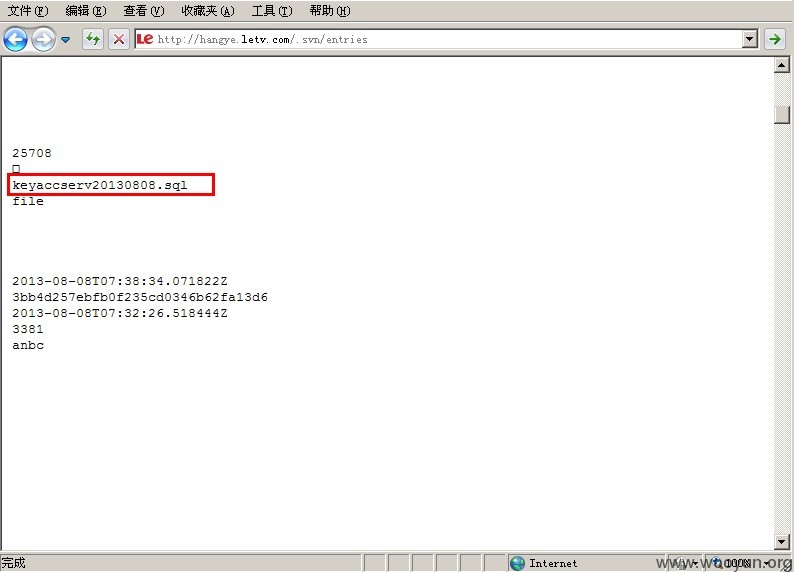 文件(F) 编辑(E) 查看(V) 收藏夹(A) 工具(T) 帮助(H)
http://hangye.letv.com/.svn/entries
25708
keyaccserv20130808.sql
file
2013-08-08T07:38:34.071822Z
3bb4d257ebfb0f235cd0346b62fa13d6
2013-08-08T07:32:26.518444Z
3381
anbc
完成 Internet 100%
www.wooyun.org